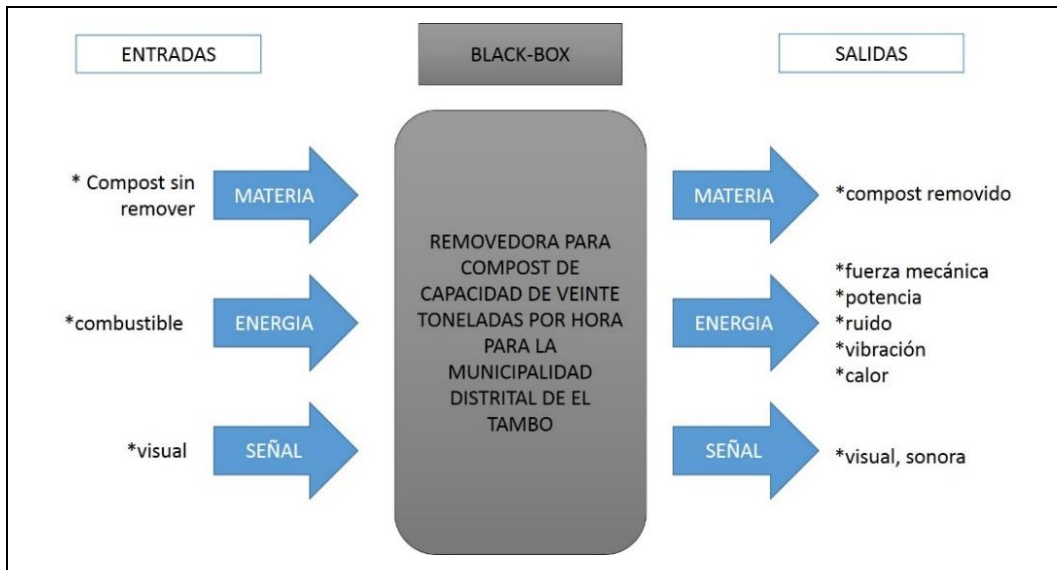 ENTRADAS
BLACK-BOX
SALIDAS
* Compost sin
remover
MATERIA
*combustible
ENERGIA
*visual
SEÑAL
REMOVEDORA PARA
COMPOST DE
CAPACIDAD DE VEINTE
TONELADAS POR HORA
PARA LA
MUNICIPALIDAD
DISTRITAL DE EL
TAMBO
MATERIA
*compost removido
ENERGIA
*fuerza mecánica
*potencia
*ruido
*vibración
*calor
SEÑAL
*visual, sonora